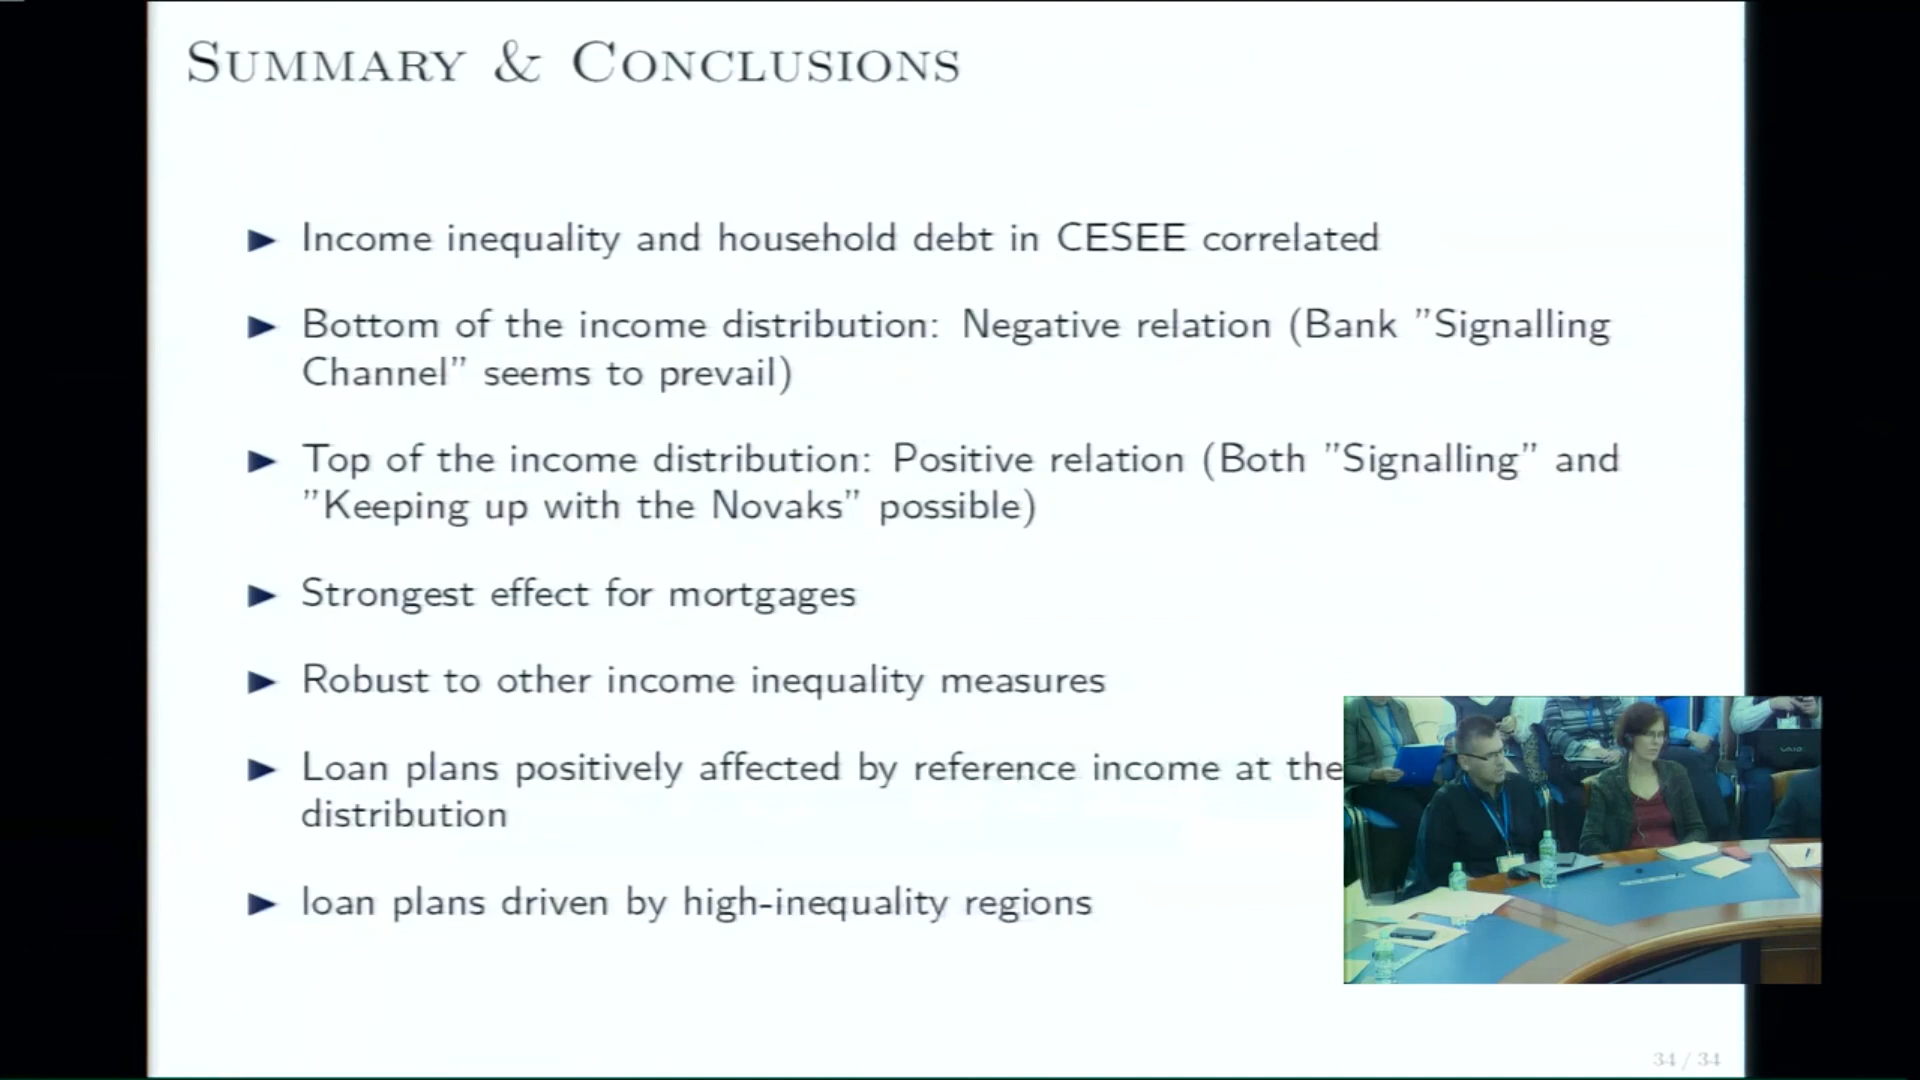 SUMMARY & CONCLUSIONS
► Income inequality and household debt in CESEE correlated
► Bottom of the income distribution: Negative relation (Bank ”Signalling
Channel” seems to prevail)
► Top of the income distribution: Positive relation (Both ”Signalling” and
”Keeping up with the Novaks” possible)
► Strongest effect for mortgages
► Robust to other income inequality measures
► Loan plans positively affected by reference income at the
distribution
► loan plans driven by high-inequality regions
VAIO
34 / 34